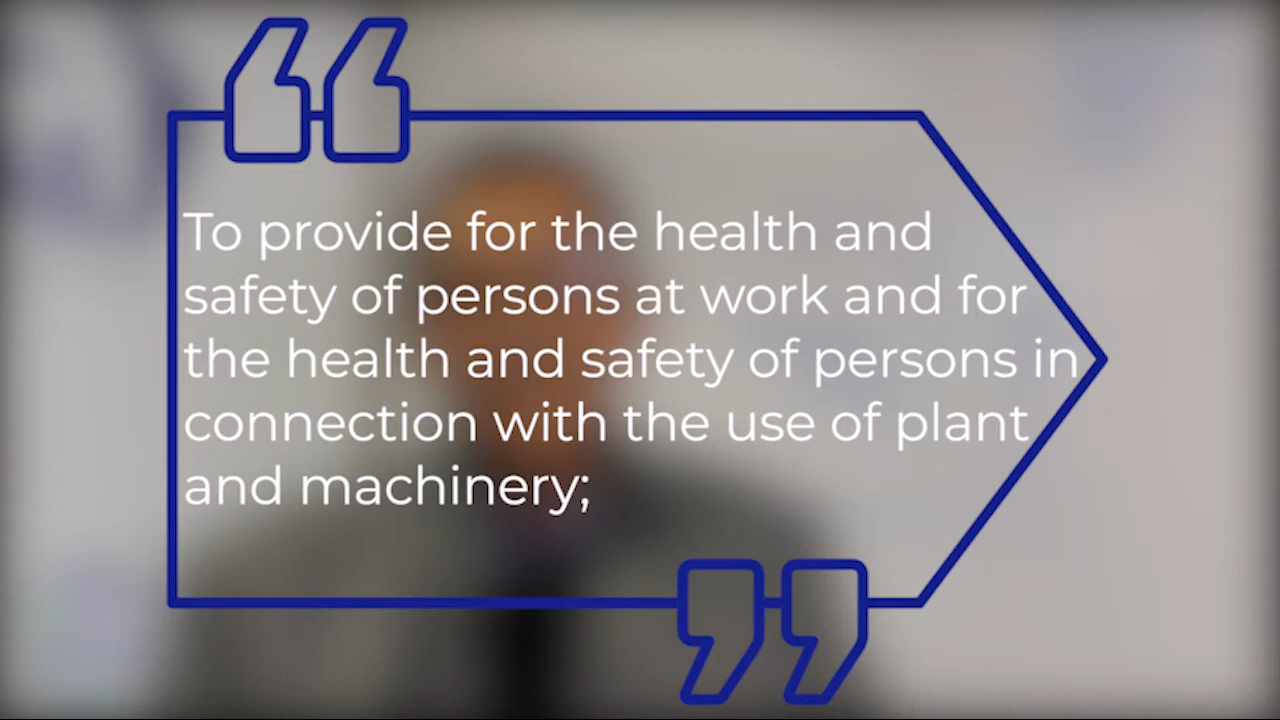 To provide for the health and
safety of persons at work and for
the health and safety of persons in
connection with the use of plant
and machinery;